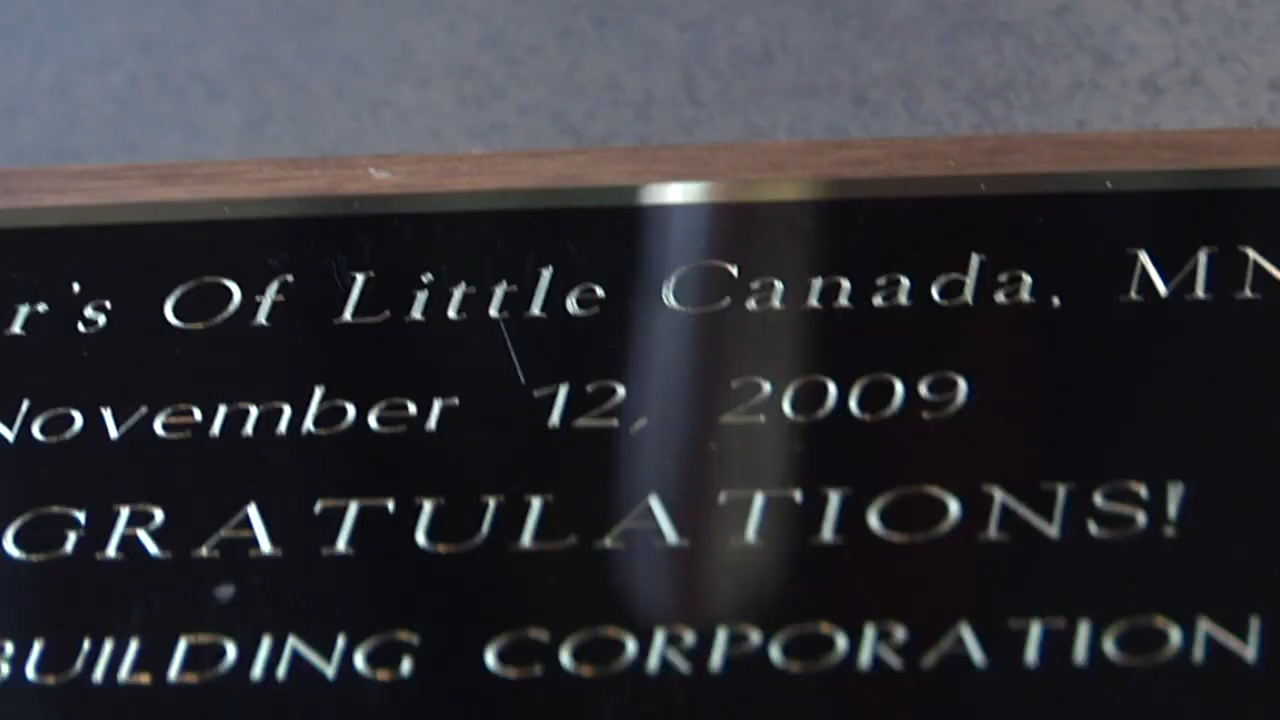 r's Of Little Canada, MN
November 12, 2009
GRATULATIONS!
BUILDING CORPORATION